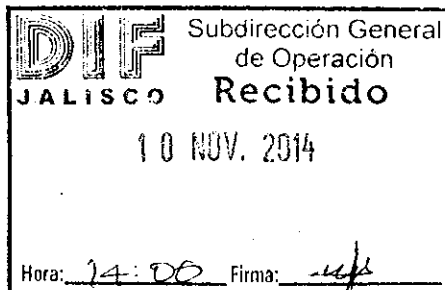 DIF
JALISCO
Subdirección General
de Operación
Recibido
10 NOV. 2014
Hora: 14:00 Firma: